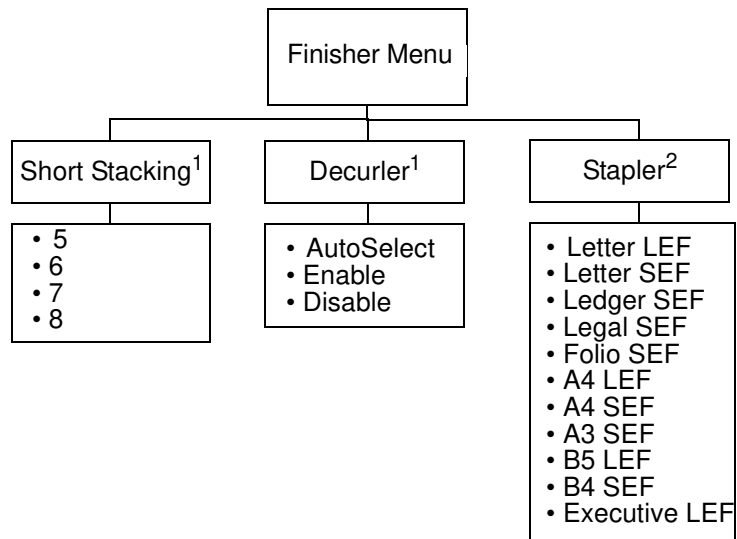 Finisher Menu
Short Stacking¹
Decurler¹
Stapler²
• 5
• 6
• 7
• 8
• AutoSelect
• Enable
• Disable
• Letter LEF
• Letter SEF
• Ledger SEF
• Legal SEF
• Folio SEF
• A4 LEF
• A4 SEF
• A3 SEF
• B5 LEF
• B4 SEF
• Executive LEF